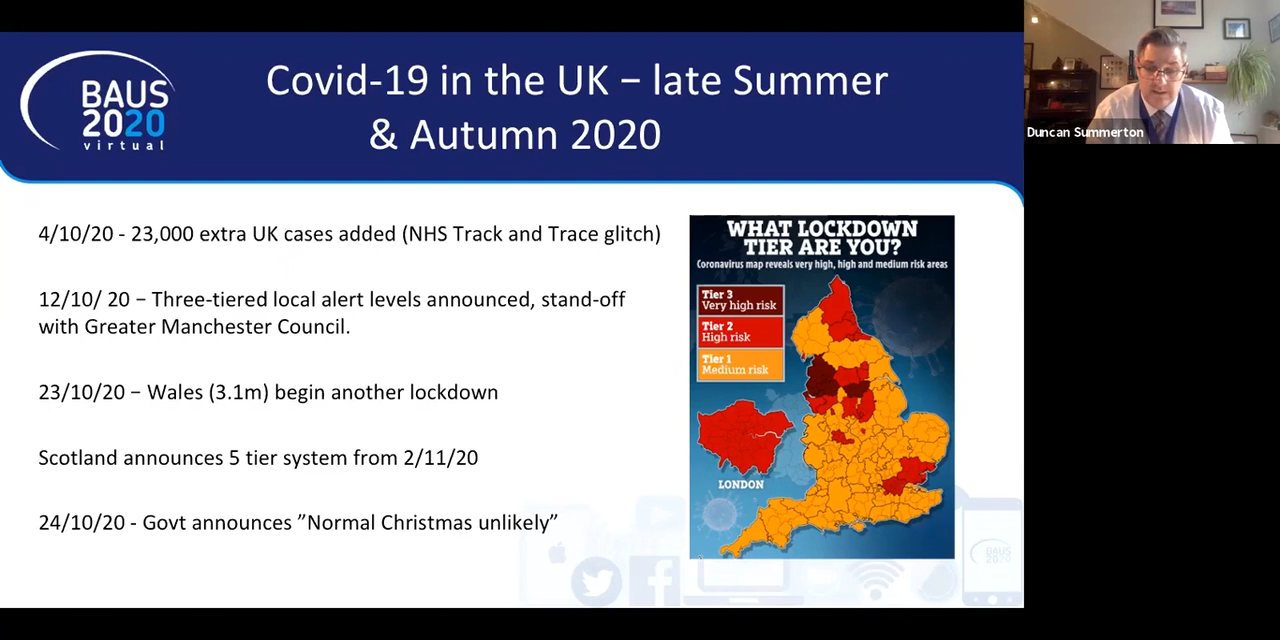 BAUS
2020
virtual
Covid-19 in the UK – late Summer
& Autumn 2020
Duncan Summerton
4/10/20 - 23,000 extra UK cases added (NHS Track and Trace glitch)
12/10/ 20 – Three-tiered local alert levels announced, stand-off
with Greater Manchester Council.
23/10/20 – Wales (3.1m) begin another lockdown
Scotland announces 5 tier system from 2/11/20
24/10/20 - Govt announces ”Normal Christmas unlikely”
WHAT LOCKDOWN
TIER ARE YOU?
Coronavirus map reveals very high, high and medium risk areas
Tier 3
Very high risk
Tier 2
High risk
Tier 1
Medium risk
LONDON
BAUS
2020